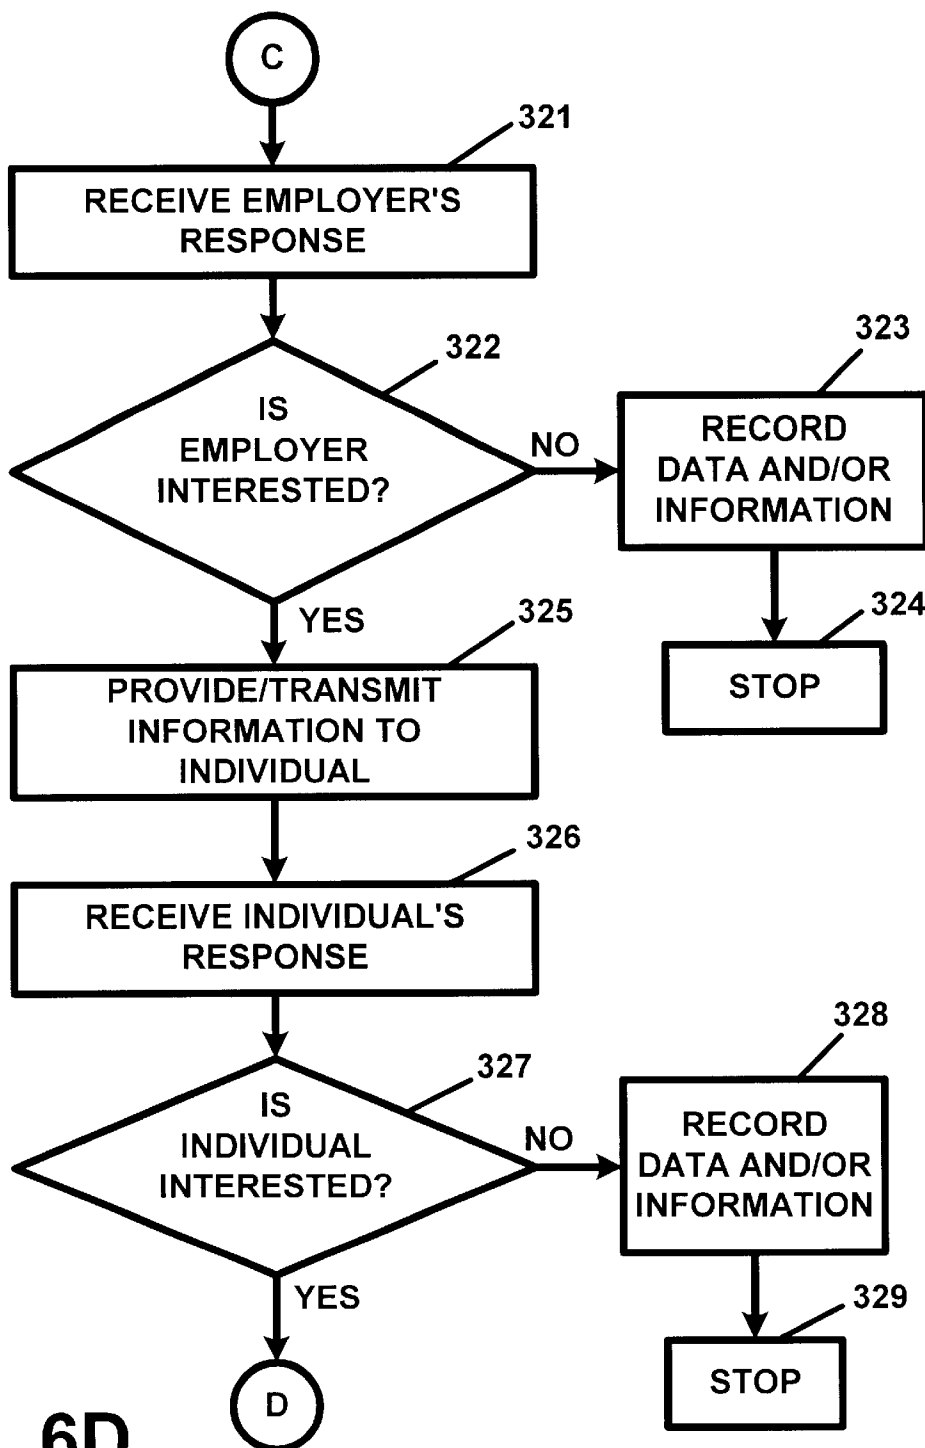 C
321
RECEIVE EMPLOYER'S
RESPONSE
322
IS
EMPLOYER
INTERESTED?
NO
323
RECORD
DATA AND/OR
INFORMATION
324
STOP
YES
325
PROVIDE/TRANSMIT
INFORMATION TO
INDIVIDUAL
326
RECEIVE INDIVIDUAL'S
RESPONSE
327
IS
INDIVIDUAL
INTERESTED?
NO
328
RECORD
DATA AND/OR
INFORMATION
329
STOP
YES
D
6D